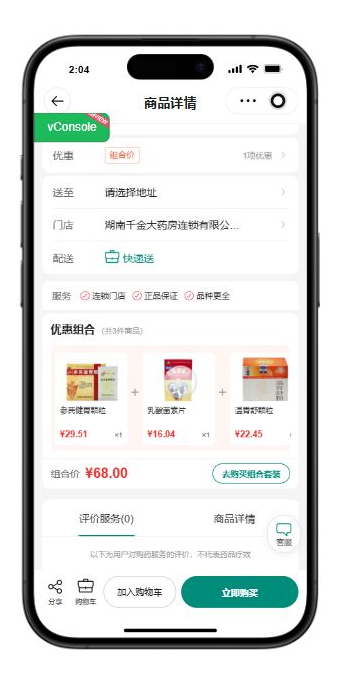 2:04
商品详情
vConsole
优惠 组合价 1项优惠
送至 请选择地址
门店 湖南千金大药房连锁有限公...
配送 快递送
服务 连锁门店 正品保证 品种更全
优惠组合 (共3件商品)
参芪健胃颗粒 乳酸菌素片 温胃舒颗粒
¥29.51 x1 ¥16.04 x1 ¥22.45
组合价 ¥68.00 去购买组合套装
评价服务(0) 商品详情
客服
以下为用户对购药服务的评价，不代表药品疗效
分享 购物车 加入购物车 立即购买